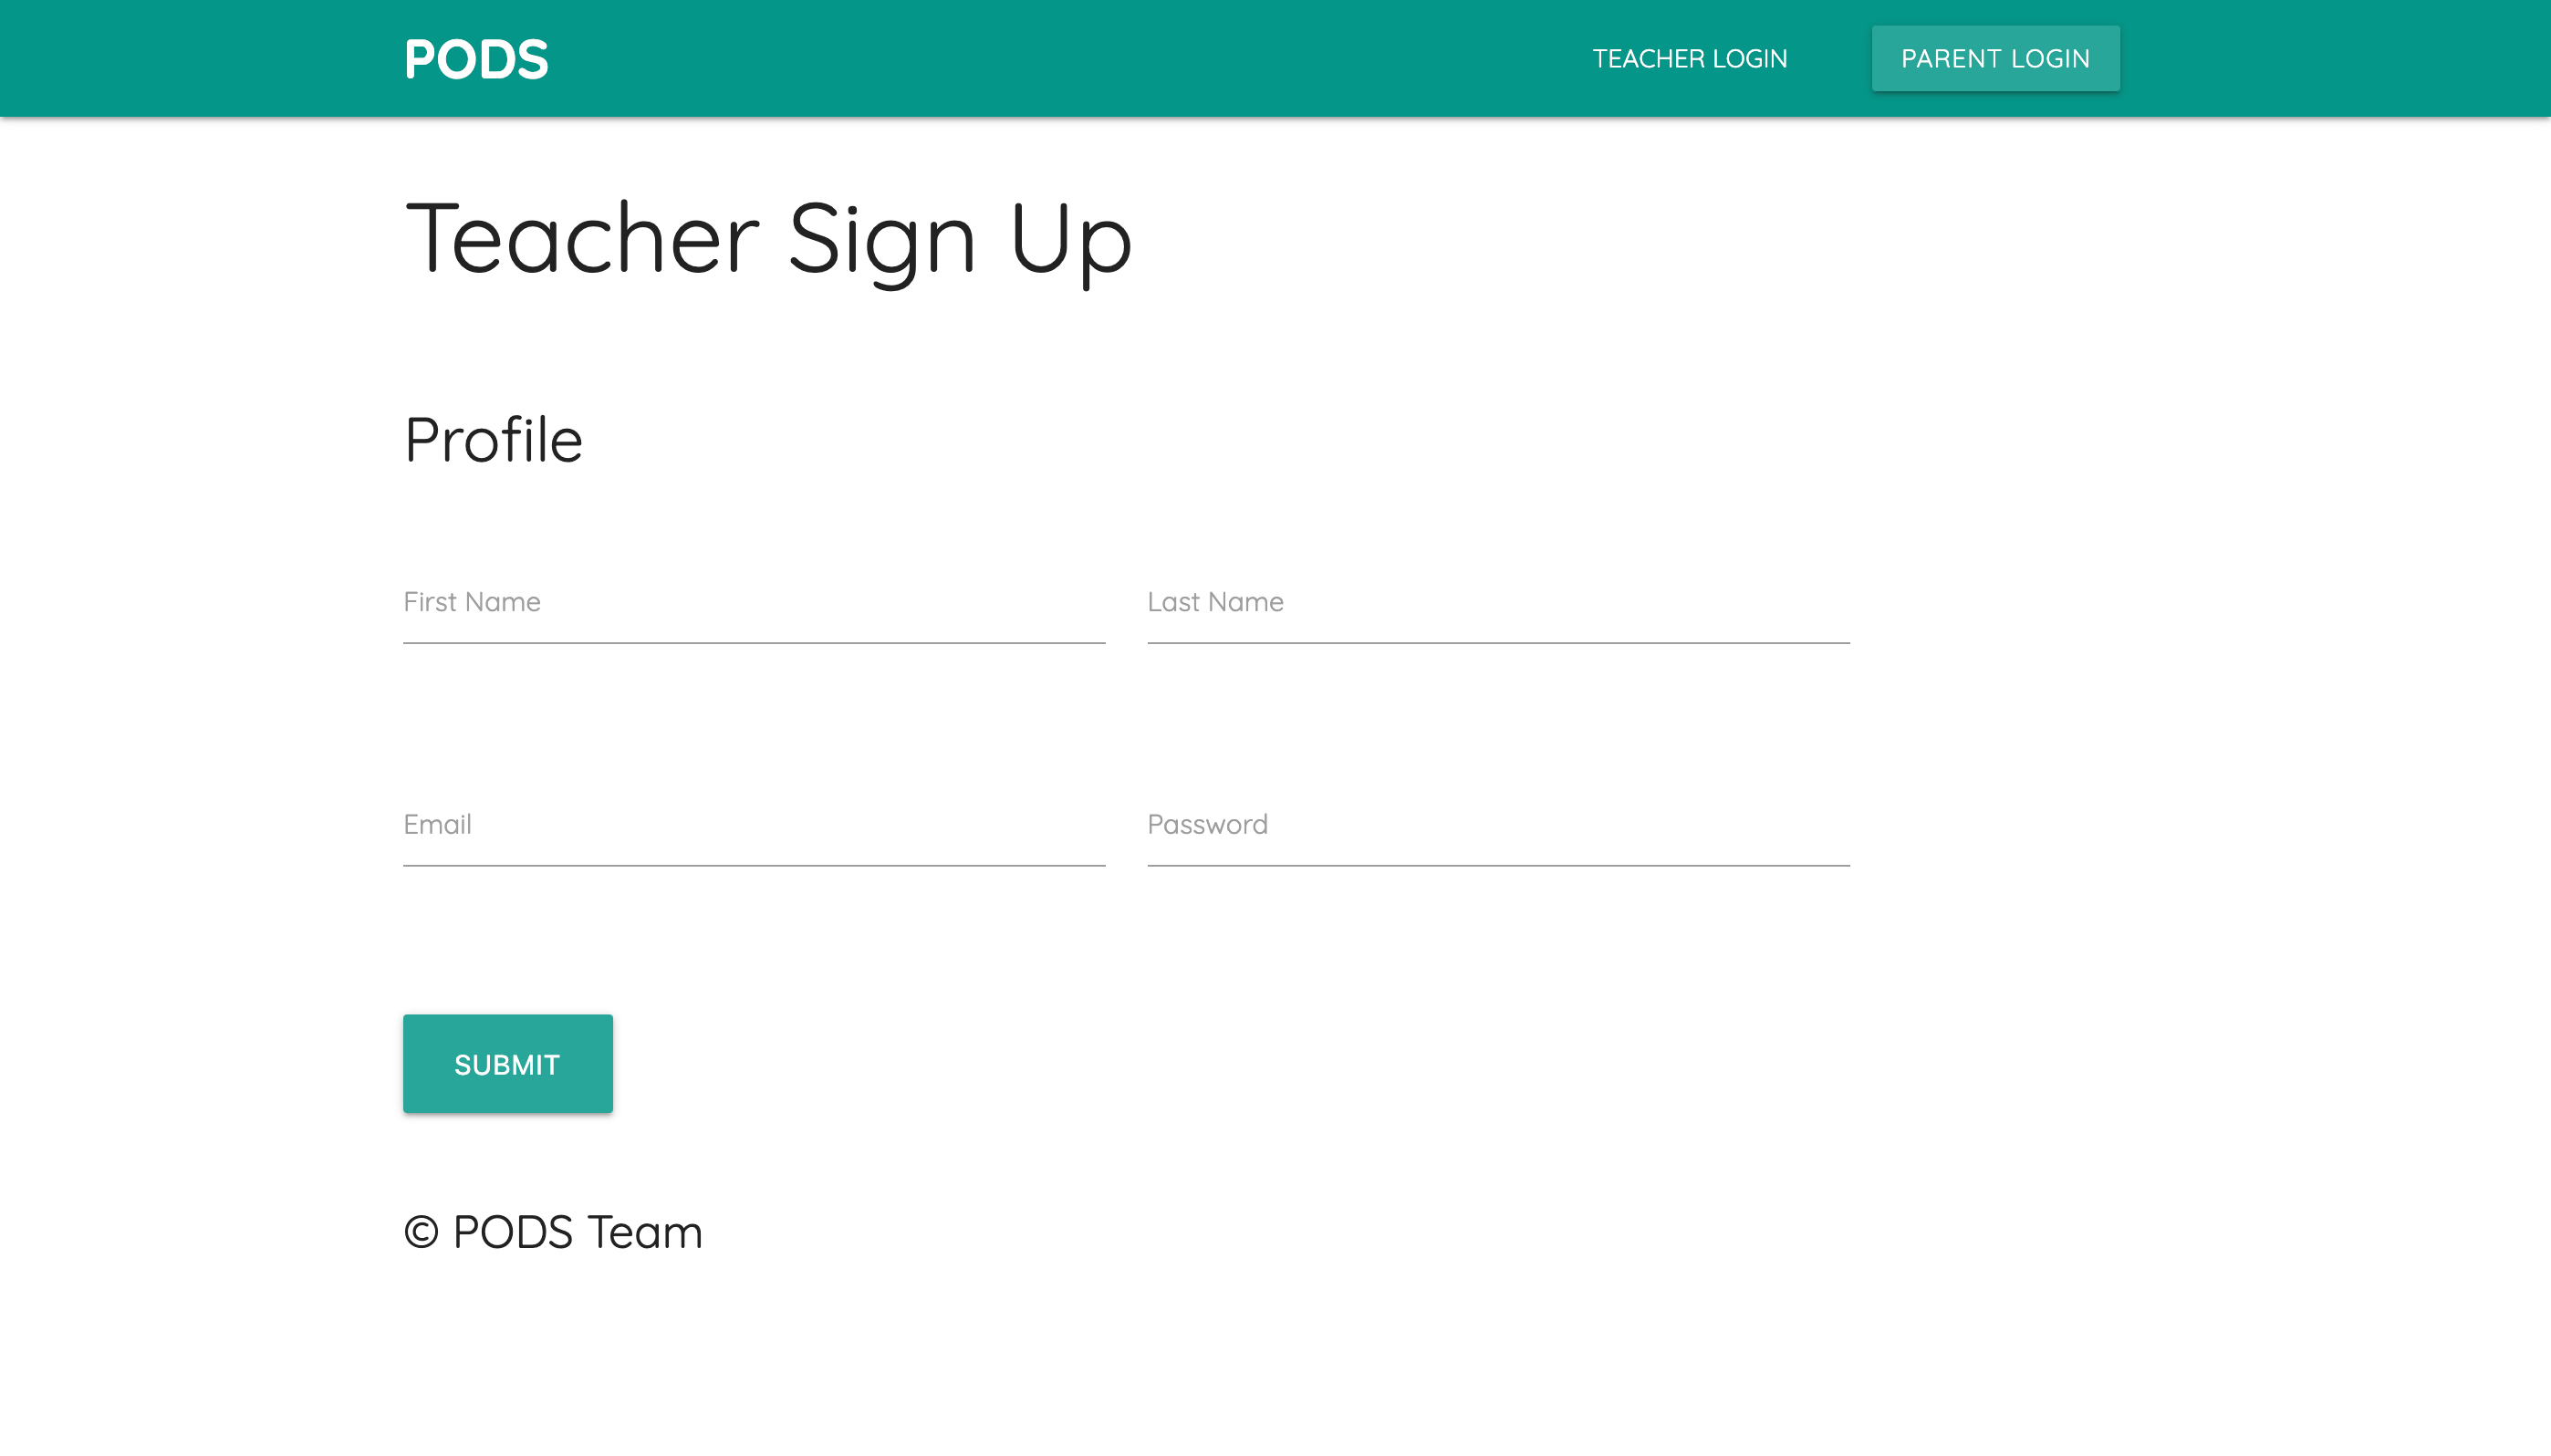 PODS TEACHER LOGIN PARENT LOGIN
Teacher Sign Up
Profile
First Name Last Name
Email Password
SUBMIT
© PODS Team